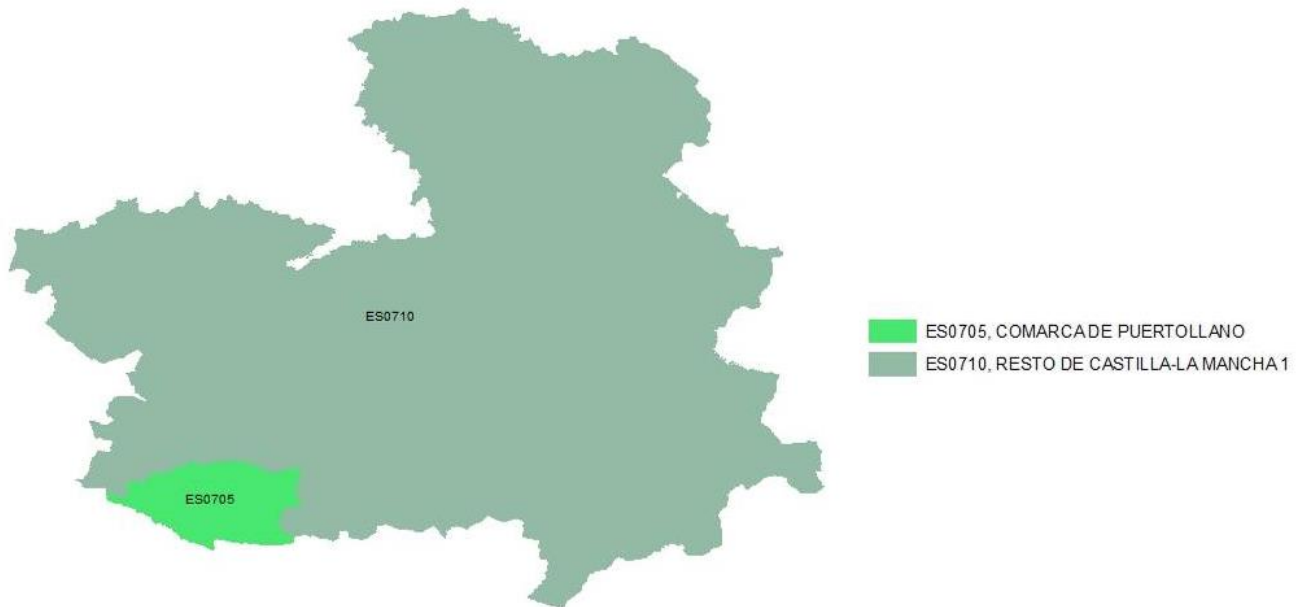 ES0710
ES0705, COMARCA DE PUERTOLLANO
ES0710, RESTO DE CASTILLA-LA MANCHA 1
ES0705